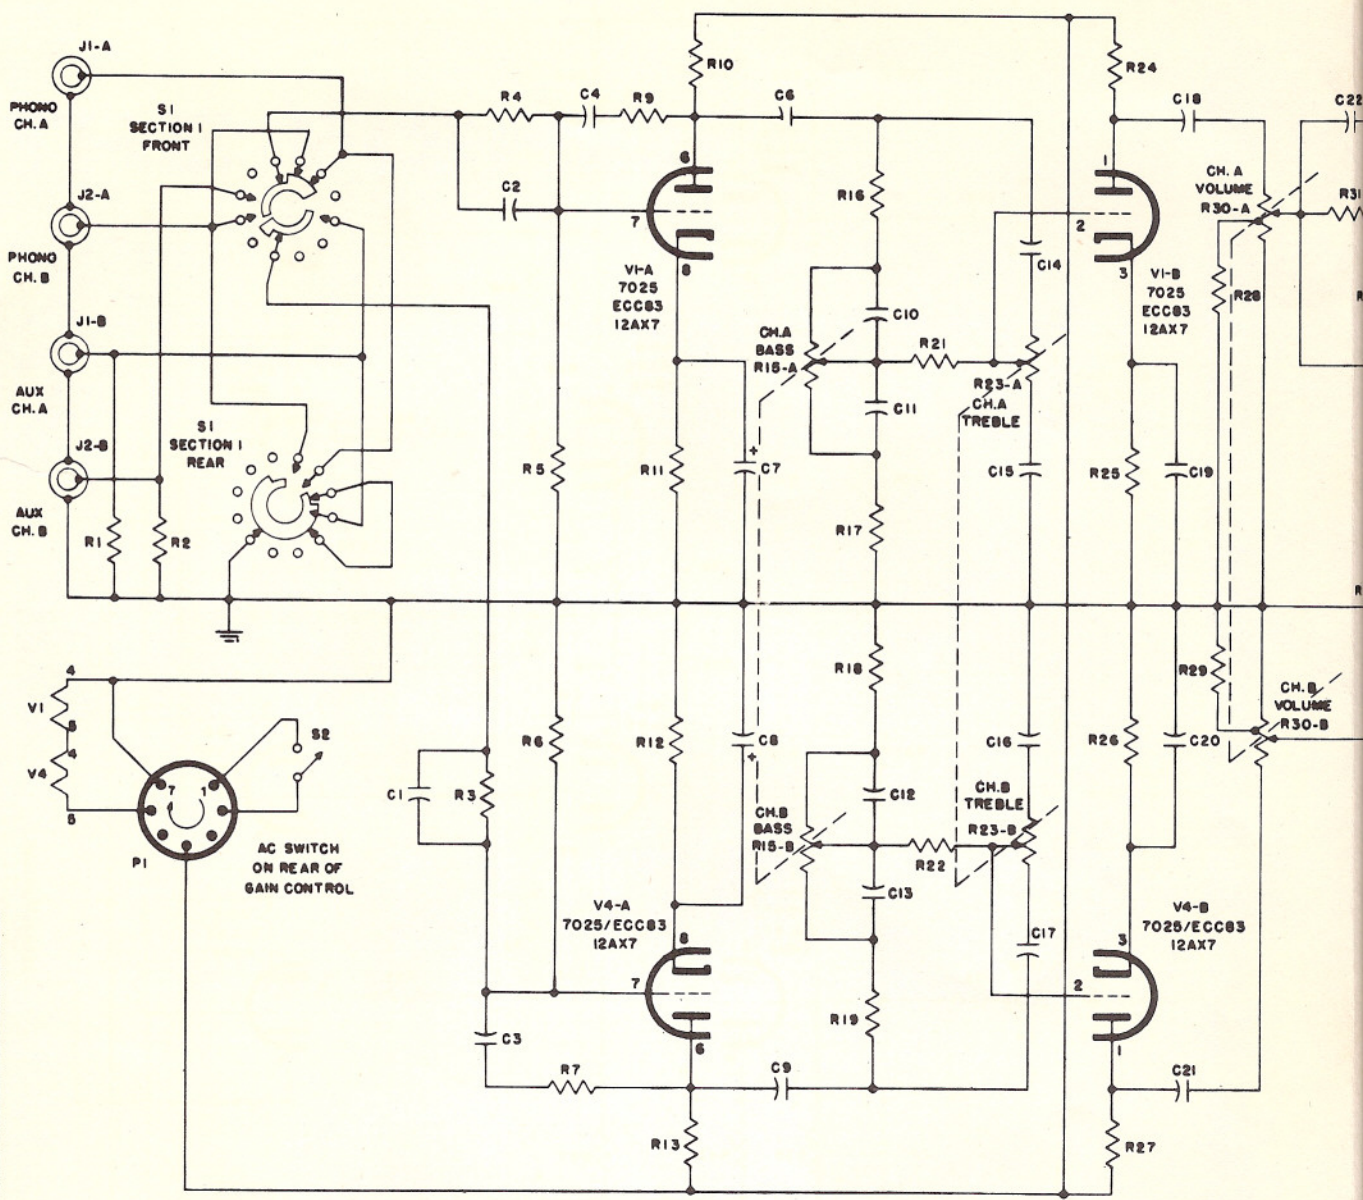 J1-A
PHONO
CH. A
S1
SECTION 1
FRONT
J2-A
PHONO
CH. B
J1-B
AUX
CH. A
J2-B
AUX
CH. B
R1
R2
S1
SECTION 1
REAR
R4
C4
R9
C2
R10
C6
6
7
8
V1-A
7025
ECC83
12AX7
R5
R11
C7
+
R16
C10
CH.A
BASS
R15-A
C11
R17
R21
R23-A
CH.A
TREBLE
C14
C15
R24
C18
1
2
3
V1-B
7025
ECC83
12AX7
R25
C19
CH. A
VOLUME
R30-A
R28
C22
R31
R
R
4
V1
5
4
V4
5
7
1
P1
S2
AC SWITCH
ON REAR OF
GAIN CONTROL
C1
R3
R6
R12
C8
+
C3
R7
V4-A
7025/ECC83
12AX7
8
7
6
R13
C9
R18
C12
CH.B
BASS
R15-B
C13
R19
R22
C16
CH.B
TREBLE
R23-B
C17
R26
C20
V4-B
7025/ECC83
12AX7
3
2
1
C21
R27
R29
CH. B
VOLUME
R30-B